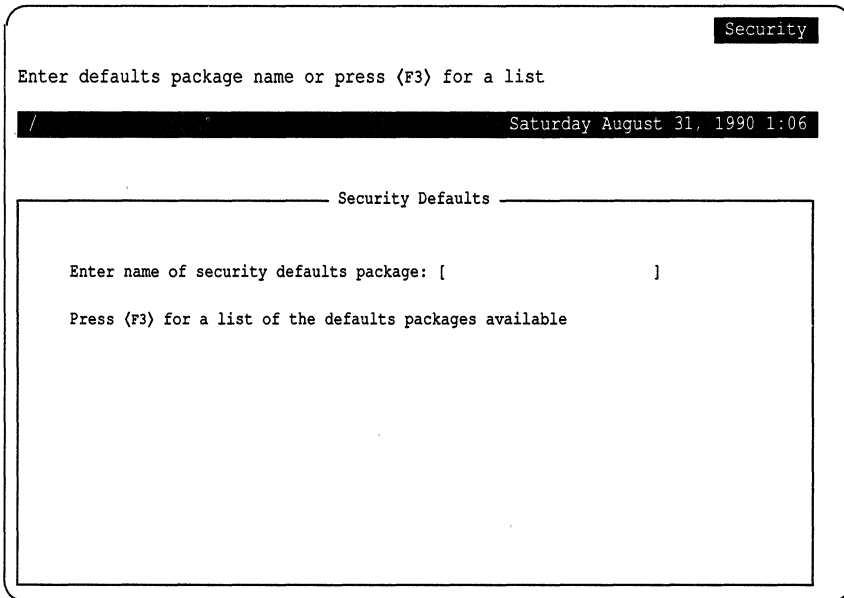 Security
Enter defaults package name or press ⟨F3⟩ for a list
/ Saturday August 31, 1990 1:06
Security Defaults
Enter name of security defaults package: [ ]
Press ⟨F3⟩ for a list of the defaults packages available